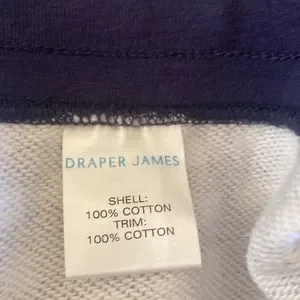 DRAPER JAMES
SHELL:
100% COTTON
TRIM:
100% COTTON